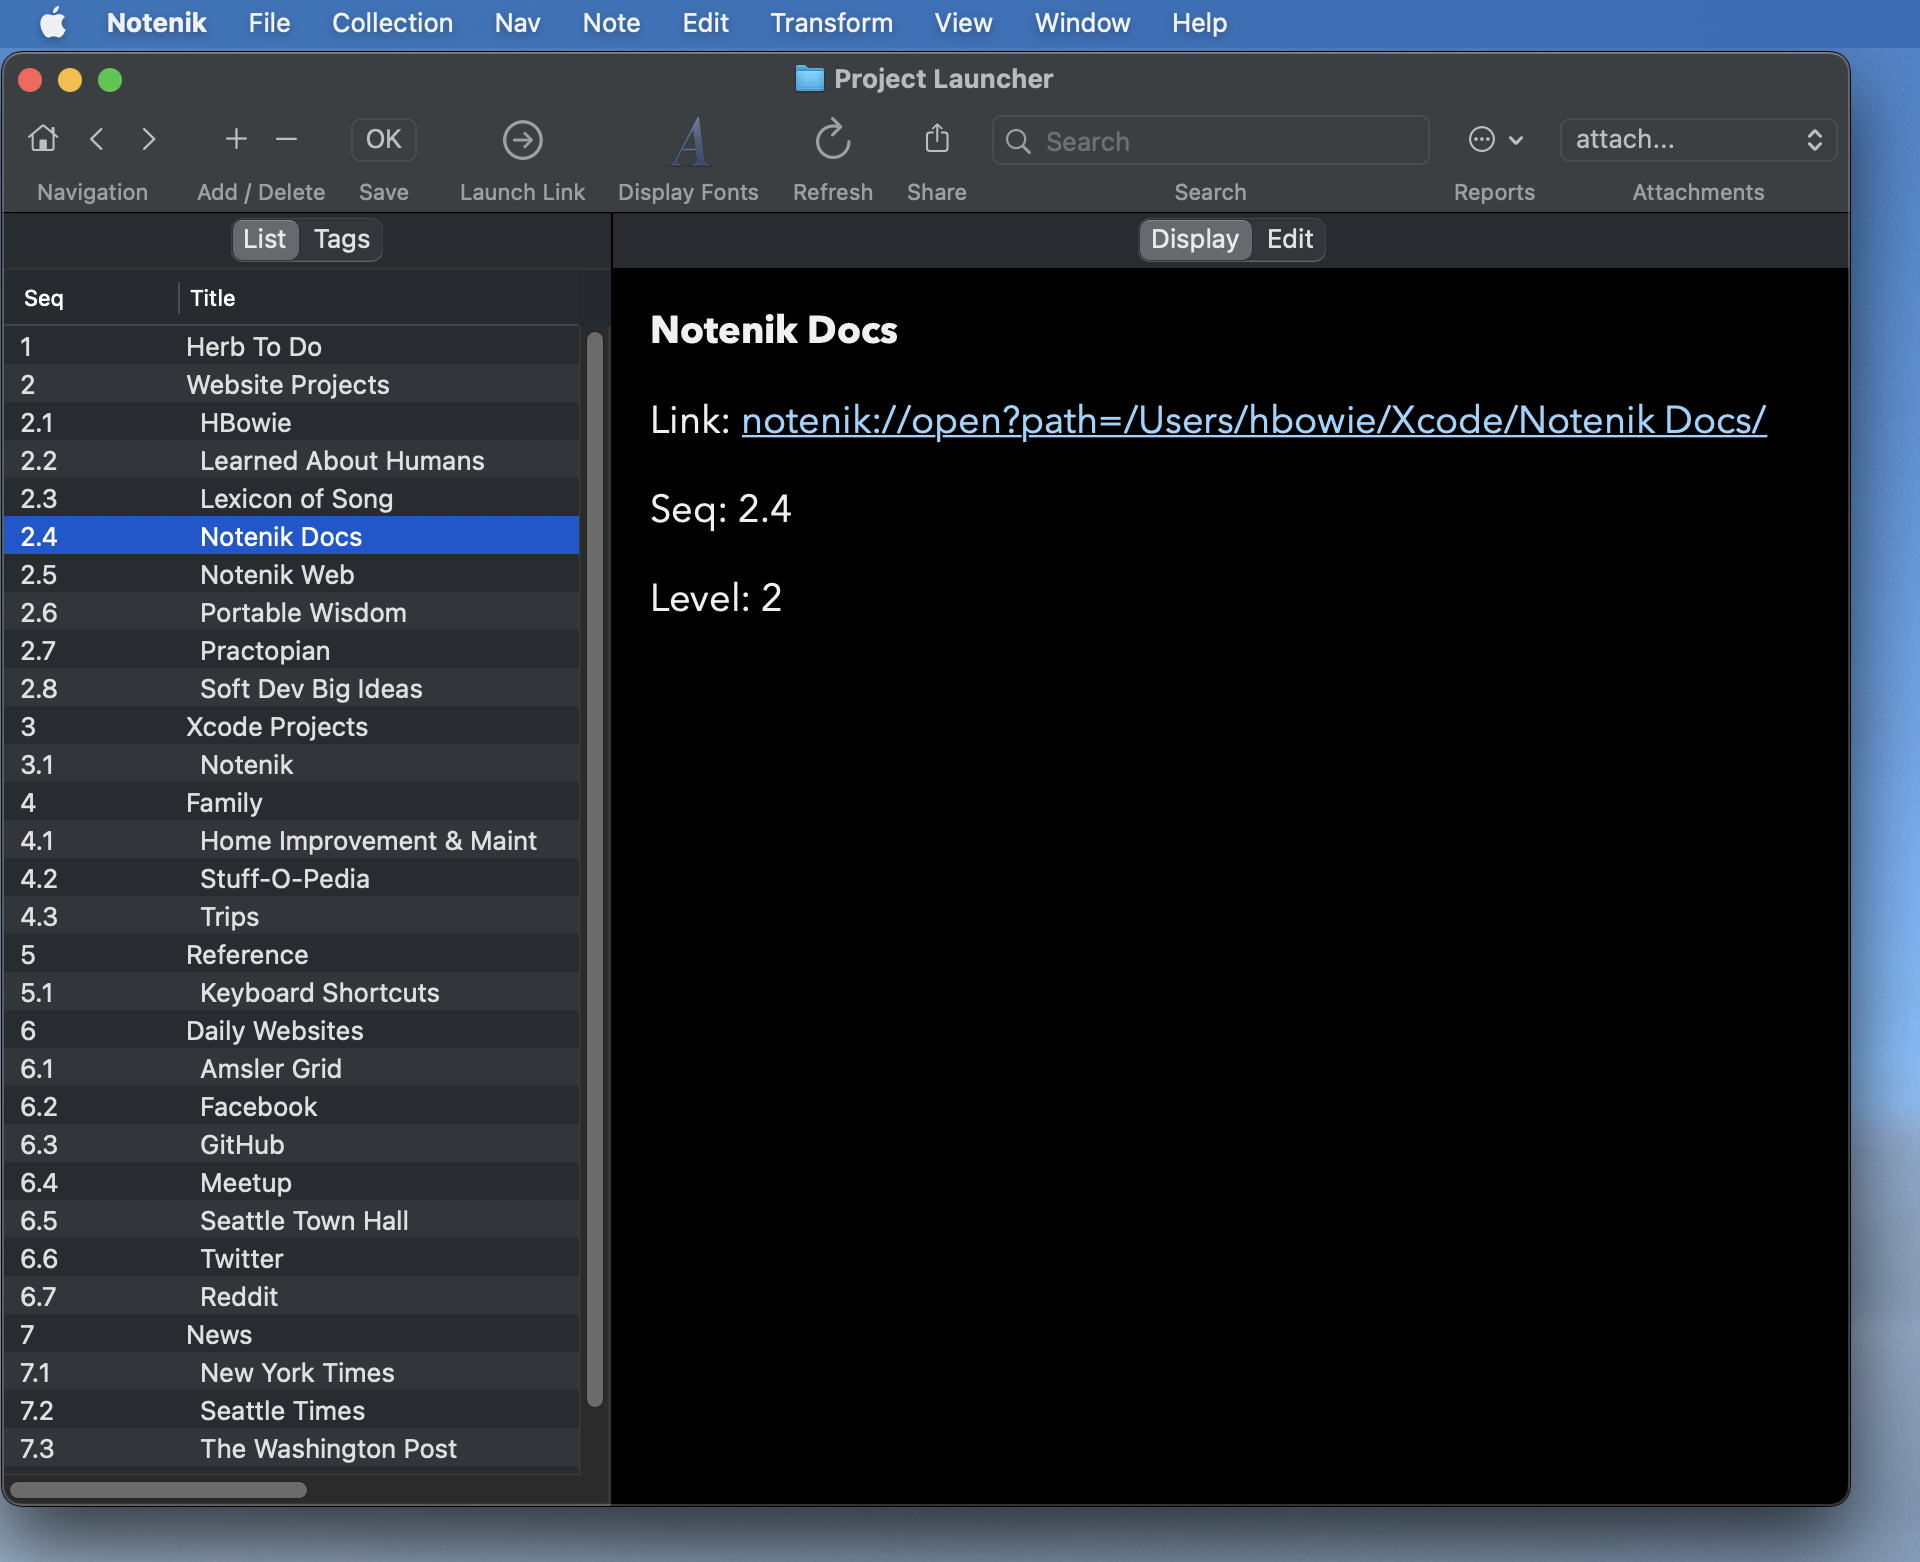 Notenik File Collection Nav Note Edit Transform View Window Help
Project Launcher
OK Search attach...
Navigation Add / Delete Save Launch Link Display Fonts Refresh Share Search Reports Attachments
List Tags
Display Edit
Seq Title
1 Herb To Do
2 Website Projects
2.1 HBowie
2.2 Learned About Humans
2.3 Lexicon of Song
2.4 Notenik Docs
2.5 Notenik Web
2.6 Portable Wisdom
2.7 Practopian
2.8 Soft Dev Big Ideas
3 Xcode Projects
3.1 Notenik
4 Family
4.1 Home Improvement & Maint
4.2 Stuff-O-Pedia
4.3 Trips
5 Reference
5.1 Keyboard Shortcuts
6 Daily Websites
6.1 Amsler Grid
6.2 Facebook
6.3 GitHub
6.4 Meetup
6.5 Seattle Town Hall
6.6 Twitter
6.7 Reddit
7 News
7.1 New York Times
7.2 Seattle Times
7.3 The Washington Post
Notenik Docs
Link: notenik://open?path=/Users/hbowie/Xcode/Notenik Docs/
Seq: 2.4
Level: 2